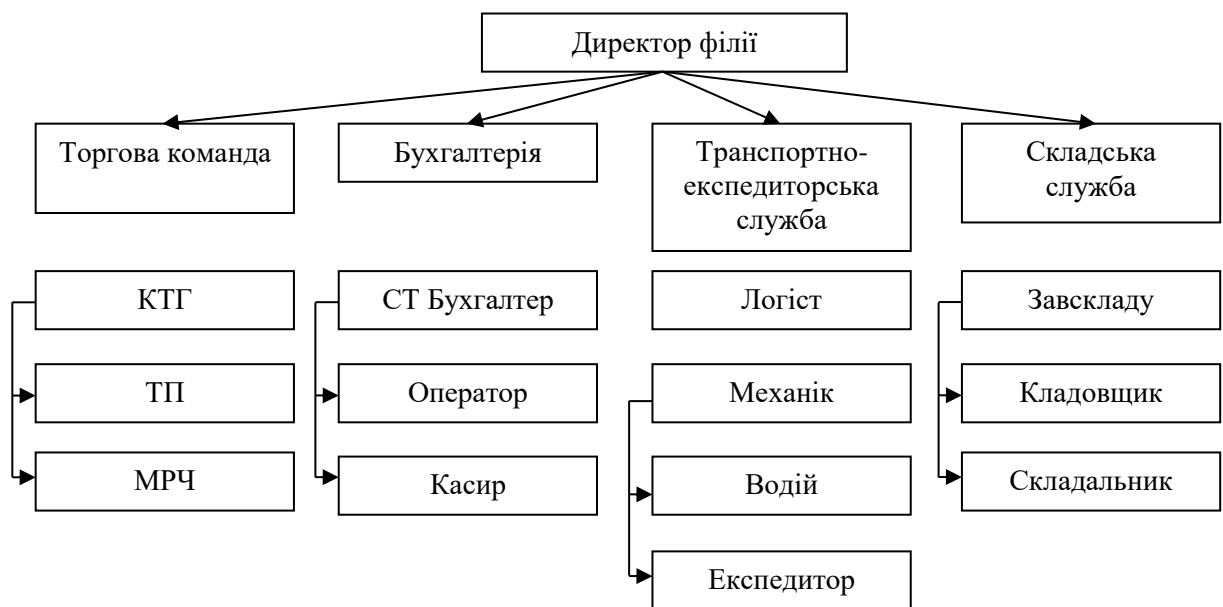 Директор філії
Торгова команда
Бухгалтерія
Транспортно-
експедиторська
служба
Складська
служба
КТГ
СТ Бухгалтер
Логіст
Завскладу
ТП
Оператор
Механік
Кладовщик
МРЧ
Касир
Водій
Складальник
Експедитор